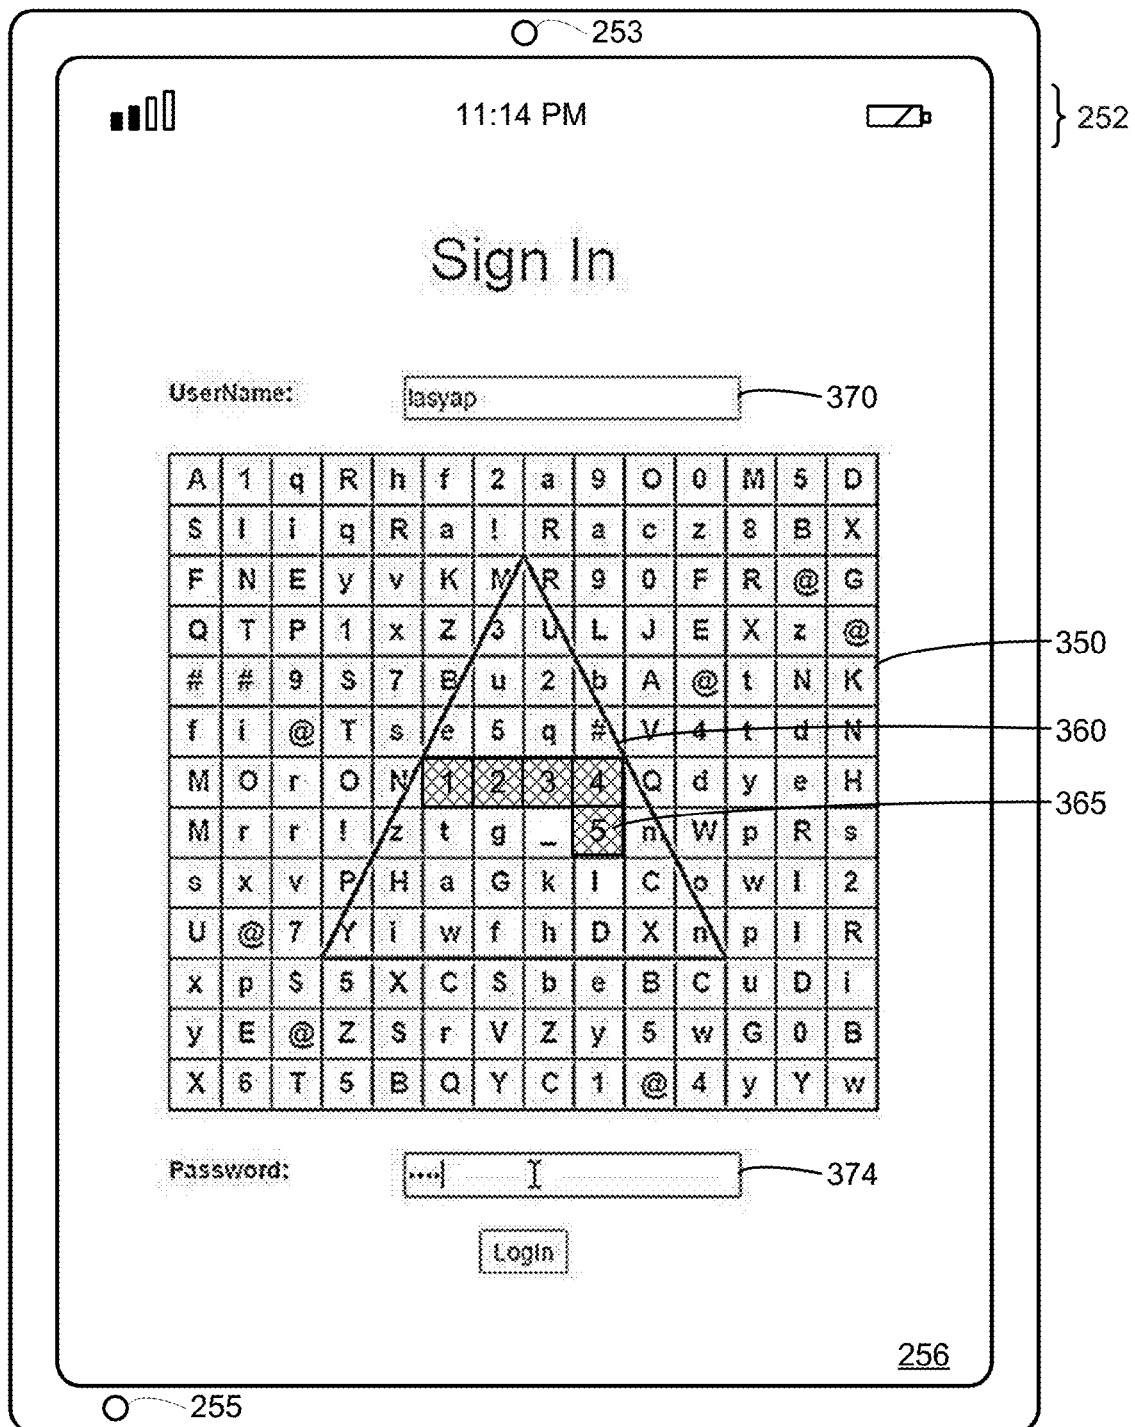 253
11:14 PM
252
Sign In
UserName: lasyap 370
A 1 q R h f 2 a 9 O 0 M 5 D
S I i q R a ! R a c z 8 B X
F N E y v K M R 9 0 F R @ G
Q T P 1 x Z 3 U L J E X z @
350
# # 9 S 7 B u 2 b A @ t N K
f i @ T s e 5 q # V 4 t d N
360
M O r O N 1 2 3 4 Q d y e H
365
M r r ! z t g _ 5 n W p R s
s x v P H a G k I C o w I 2
U @ 7 Y i w f h D X n p I R
x p S 5 X C S b e B C u D i
y E @ Z S r V Z y 5 w G 0 B
X 6 T 5 B Q Y C 1 @ 4 y Y w
Password: •••• 374
LogIn
256
255